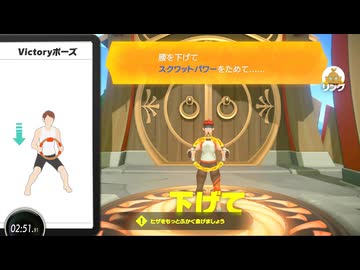 Victoryポーズ
腰を下げて
スクワットパワーをためて……
リング
下げて
! ヒザをもっとふかく曲げましょう
02:51.91